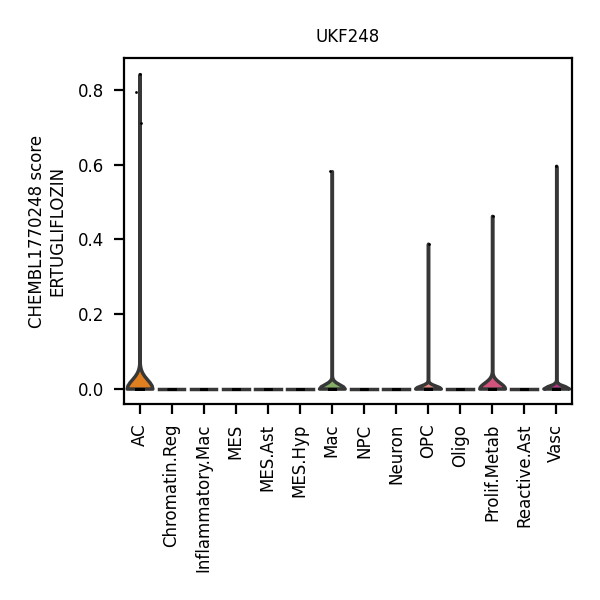 UKF248
CHEMBL1770248 score
ERTUGLIFLOZIN
0.8
0.6
0.4
0.2
0.0
AC
Chromatin.Reg
Inflammatory.Mac
MES
MES.Ast
MES.Hyp
Mac
NPC
Neuron
OPC
Oligo
Prolif.Metab
Reactive.Ast
Vasc